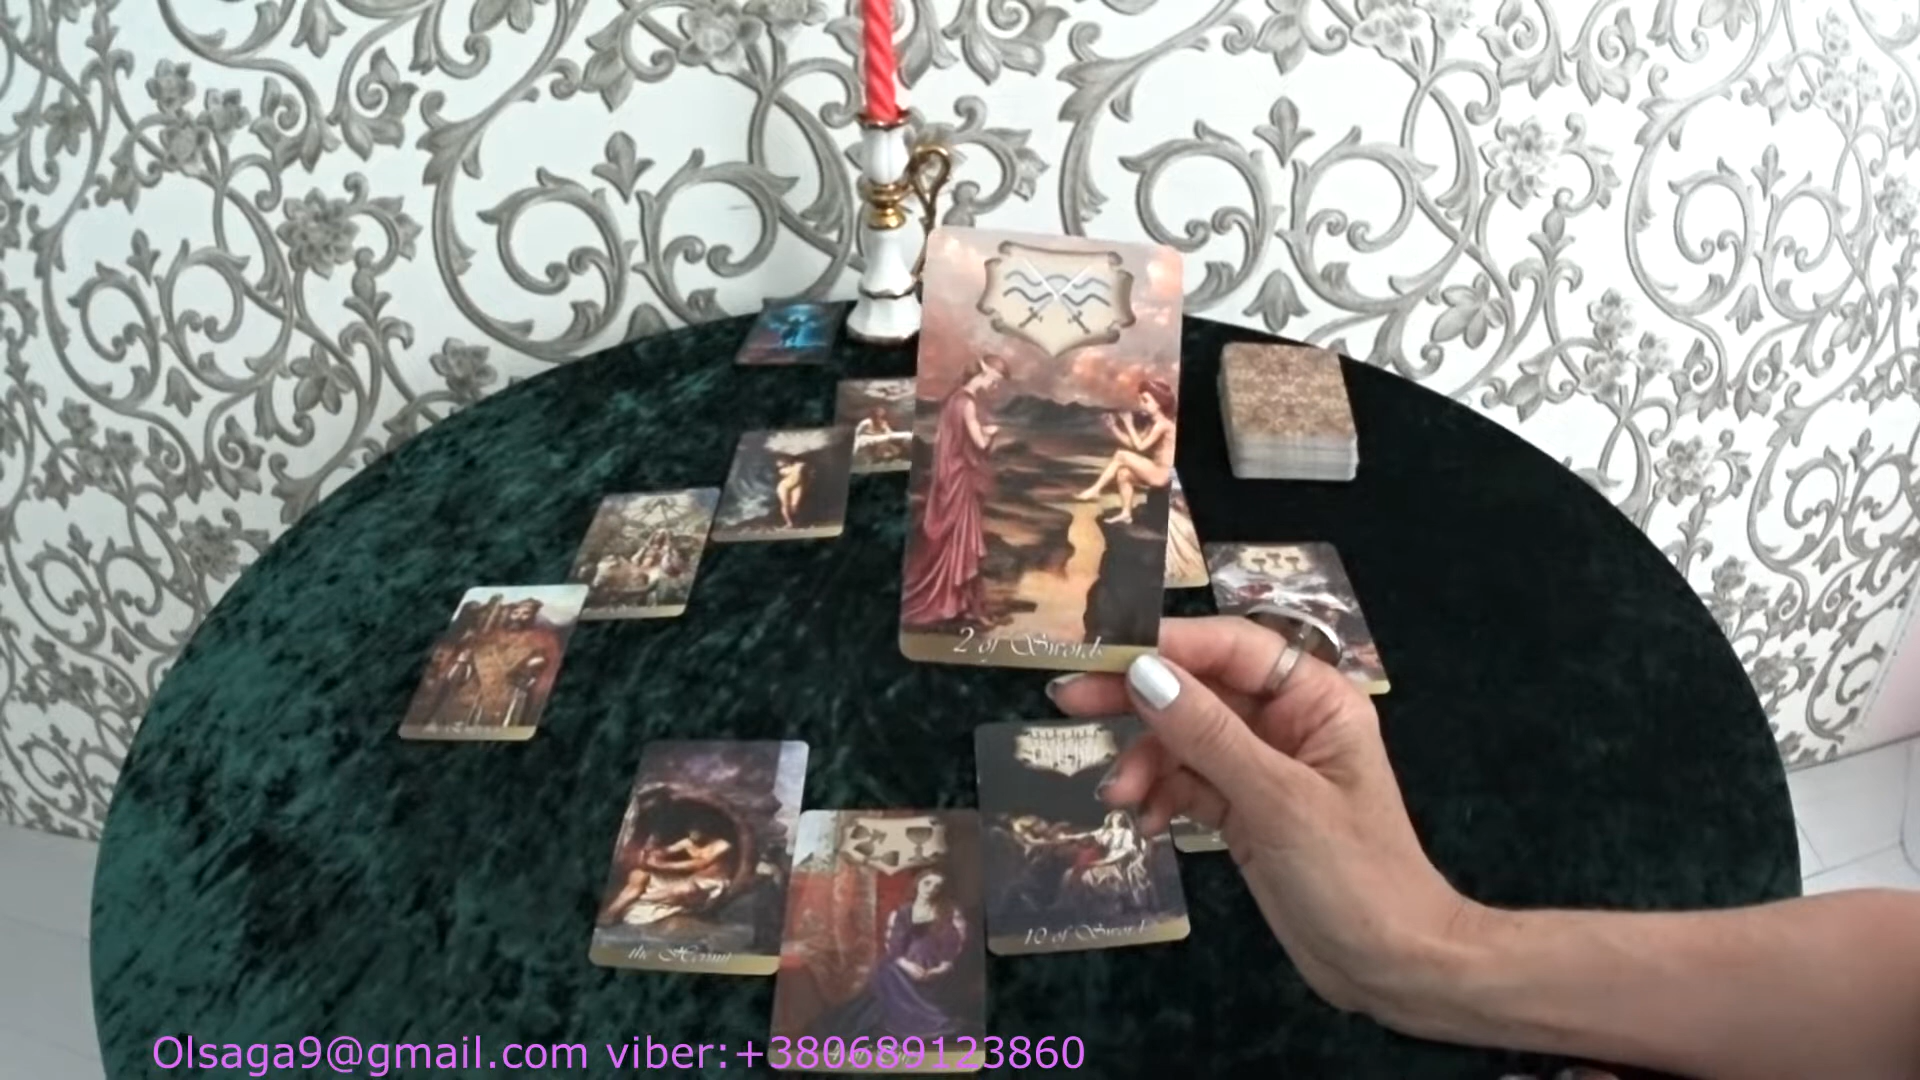 2 of Swords
the Hermit
10 of Swords
Olsaga9@gmail.com viber:+380689123860